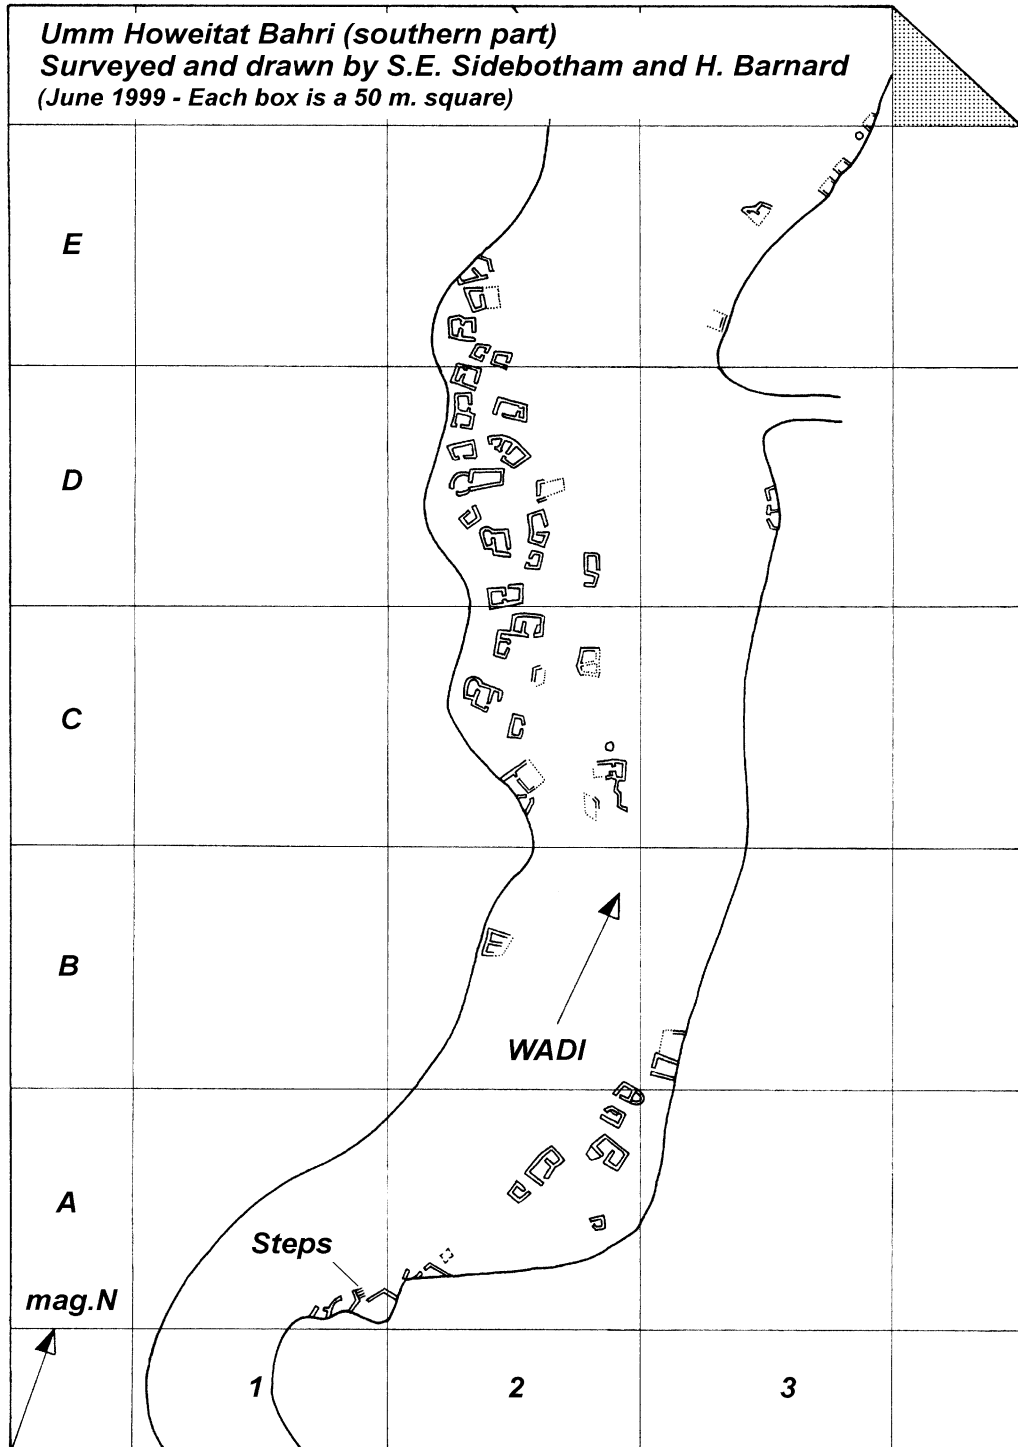 Umm Howeitat Bahri (southern part)
Surveyed and drawn by S.E. Sidebotham and H. Barnard
(June 1999 - Each box is a 50 m. square)
E
D
C
B
WADI
A
Steps
mag.N
1 2 3